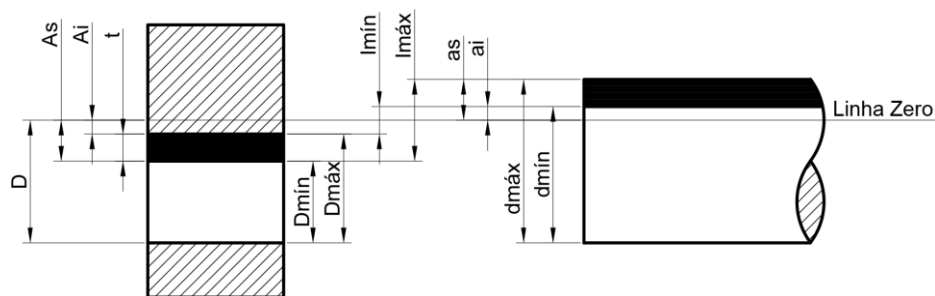 As
Ai
t
D
Dmín
Dmáx
Imín
Imáx
as
ai
dmáx
dmín
Linha Zero